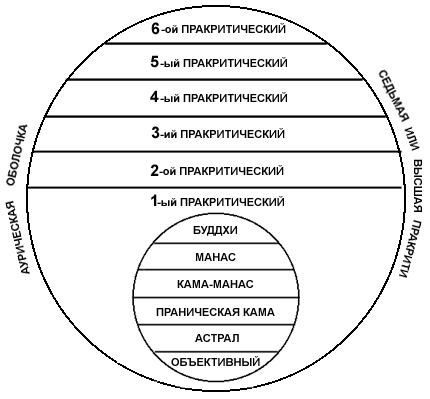 6-ой ПРАКРИТИЧЕСКИЙ
5-ый ПРАКРИТИЧЕСКИЙ
4-ый ПРАКРИТИЧЕСКИЙ
3-ий ПРАКРИТИЧЕСКИЙ
2-ой ПРАКРИТИЧЕСКИЙ
1-ый ПРАКРИТИЧЕСКИЙ
БУДДХИ
МАНАС
КАМА-МАНАС
ПРАНИЧЕСКАЯ КАМА
АСТРАЛ
ОБЪЕКТИВНЫЙ
АУРИЧЕСКАЯ ОБОЛОЧКА
СЕДЬМАЯ ИЛИ ВЫСШАЯ ПРАКРИТИ